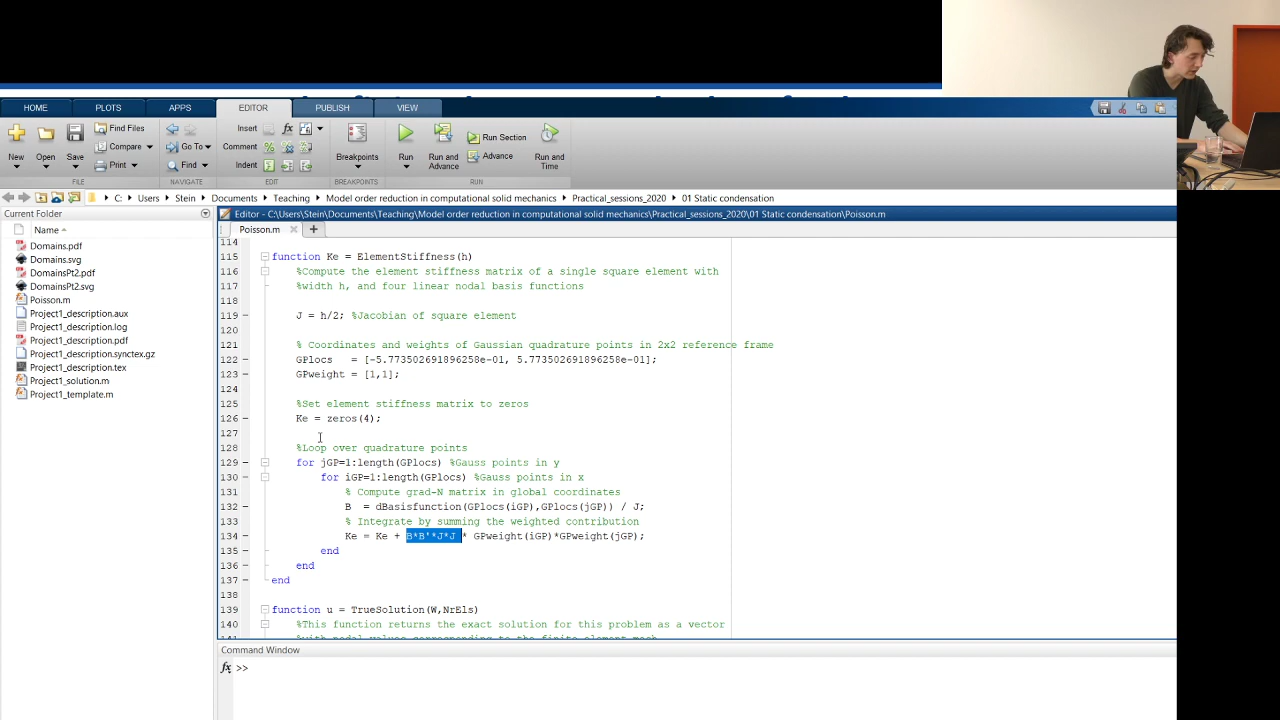 HOME PLOTS APPS EDITOR PUBLISH VIEW
New Open Save Find Files Compare Print
FILE
Go To Find
NAVIGATE
Insert fx
Comment
Indent
EDIT
Breakpoints
BREAKPOINTS
Run Run and Advance Run Section Advance Run and Time
RUN
C: Users Stein Documents Teaching Model order reduction in computational solid mechanics Practical_sessions_2020 01 Static condensation
Current Folder
Name
Domains.pdf
Domains.svg
DomainsPt2.pdf
DomainsPt2.svg
Poisson.m
Project1_description.aux
Project1_description.log
Project1_description.pdf
Project1_description.synctex.gz
Project1_description.tex
Project1_solution.m
Project1_template.m
Editor - C:\Users\Stein\Documents\Teaching\Model order reduction in computational solid mechanics\Practical_sessions_2020\01 Static condensation\Poisson.m
Poisson.m
114
115 function Ke = ElementStiffness(h)
116 %Compute the element stiffness matrix of a single square element with
117 %width h, and four linear nodal basis functions
118
119 J = h/2; %Jacobian of square element
120
121 % Coordinates and weights of Gaussian quadrature points in 2x2 reference frame
122 GPlocs = [-5.773502691896258e-01, 5.773502691896258e-01];
123 GPweight = [1,1];
124
125 %Set element stiffness matrix to zeros
126 Ke = zeros(4);
127
128 %Loop over quadrature points
129 for jGP=1:length(GPlocs) %Gauss points in y
130 for iGP=1:length(GPlocs) %Gauss points in x
131 % Compute grad-N matrix in global coordinates
132 B = dBasisfunction(GPlocs(iGP),GPlocs(jGP)) / J;
133 % Integrate by summing the weighted contribution
134 Ke = Ke + B*B'*J*J * GPweight(iGP)*GPweight(jGP);
135 end
136 end
137 end
138
139 function u = TrueSolution(W,NrEls)
140 %This function returns the exact solution for this problem as a vector
%with nodal values corresponding to the finite element mesh
Command Window
fx >>